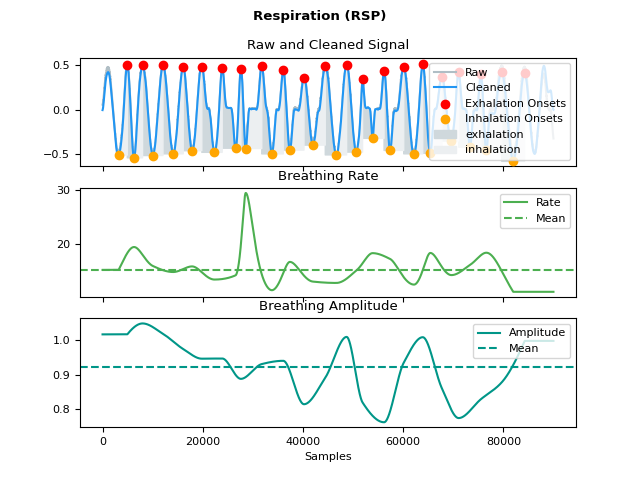 Respiration (RSP)
Raw and Cleaned Signal
0.5
0.0
−0.5
Raw
Cleaned
Exhalation Onsets
Inhalation Onsets
exhalation
inhalation
Breathing Rate
30
20
Rate
Mean
Breathing Amplitude
1.0
0.9
0.8
Amplitude
Mean
0
20000
40000
60000
80000
Samples